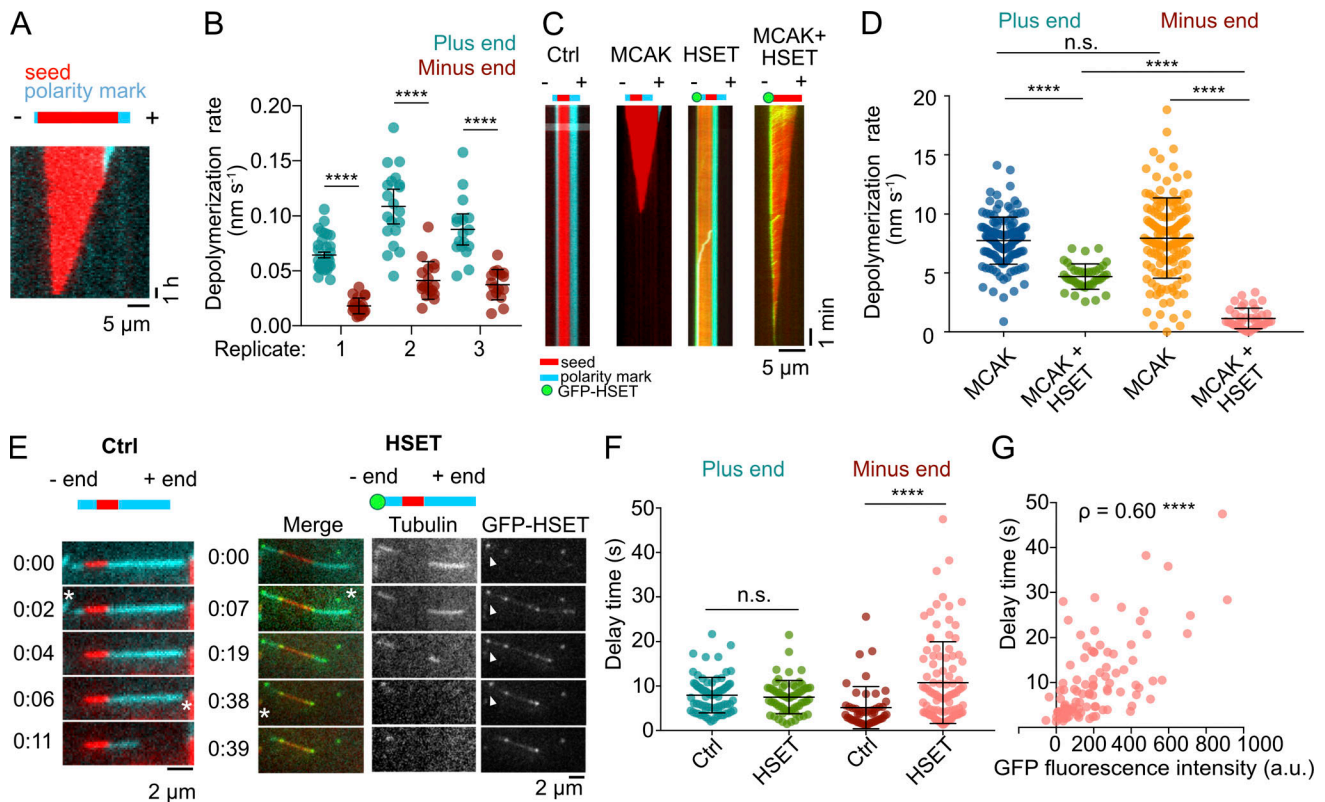 A
seed
polarity mark
- +
1 h
5 µm
B
Plus end
Minus end
Depolymerization rate
(nm s⁻¹)
0.20
0.15
0.10
0.05
0.00
****
****
****
Replicate: 1 2 3
C
Ctrl
MCAK
HSET
MCAK+
HSET
- +
- +
- +
- +
1 min
5 µm
seed
polarity mark
GFP-HSET
D
Plus end
Minus end
n.s.
****
****
****
Depolymerization rate
(nm s⁻¹)
20
15
10
5
0
MCAK
MCAK +
HSET
MCAK
MCAK +
HSET
E
Ctrl
- end + end
0:00
0:02
*
0:04
0:06
*
0:11
2 µm
HSET
- end + end
Merge
Tubulin
GFP-HSET
0:00
0:07
*
0:19
0:38
*
0:39
2 µm
F
Plus end
Minus end
Delay time (s)
50
40
30
20
10
0
n.s.
****
Ctrl
HSET
Ctrl
HSET
G
ρ = 0.60 ****
Delay time (s)
50
40
30
20
10
0
0 200 400 600 800 1000
GFP fluorescence intensity (a.u.)